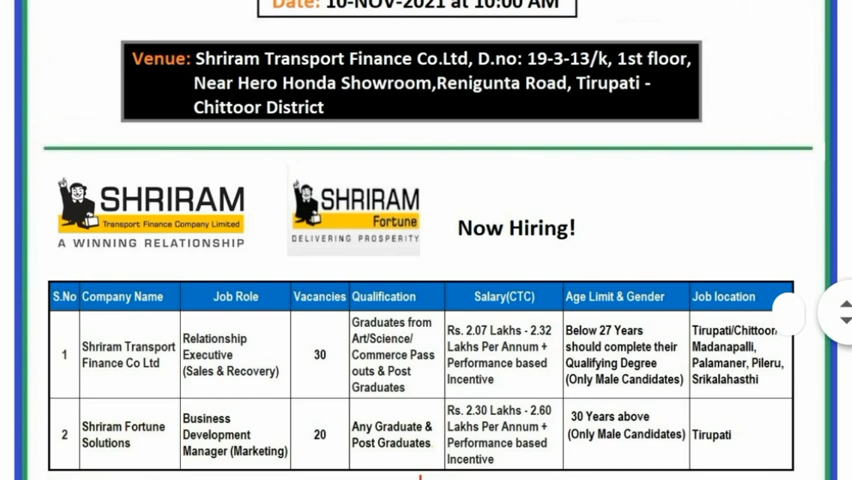 Date: 10-NOV-2021 at 10:00 AM
Venue: Shriram Transport Finance Co.Ltd, D.no: 19-3-13/k, 1st floor,
Near Hero Honda Showroom,Renigunta Road, Tirupati -
Chittoor District
SHRIRAM
Transport Finance Company Limited
A WINNING RELATIONSHIP
SHRIRAM
Fortune
DELIVERING PROSPERITY
Now Hiring!
S.No Company Name Job Role Vacancies Qualification Salary(CTC) Age Limit & Gender Job location
1
Shriram Transport
Finance Co Ltd
Relationship
Executive
(Sales & Recovery)
30
Graduates from
Art/Science/
Commerce Pass
outs & Post
Graduates
Rs. 2.07 Lakhs - 2.32
Lakhs Per Annum +
Performance based
Incentive
Below 27 Years
should complete their
Qualifying Degree
(Only Male Candidates)
Tirupati/Chittoor/
Madanapalli,
Palamaner, Pileru,
Srikalahasthi
2
Shriram Fortune
Solutions
Business
Development
Manager (Marketing)
20
Any Graduate &
Post Graduates
Rs. 2.30 Lakhs - 2.60
Lakhs Per Annum +
Performance based
Incentive
30 Years above
(Only Male Candidates)
Tirupati